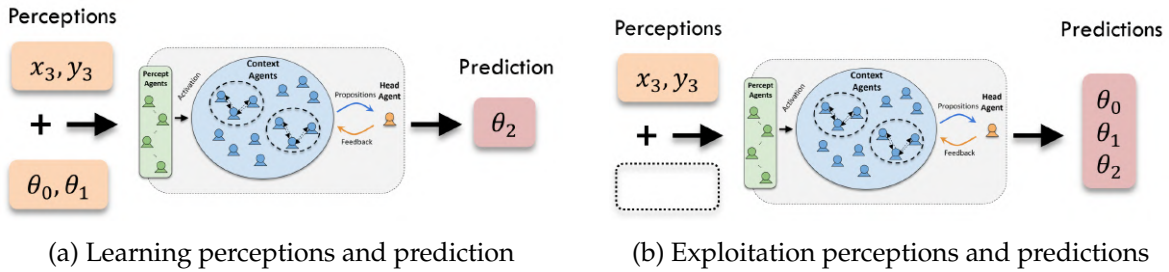 Perceptions
x₃, y₃
+
θ₀, θ₁
Percept Agents
Activation
Context Agents
Propositions
Feedback
Head Agent
Prediction
θ₂
(a) Learning perceptions and prediction
Perceptions
x₃, y₃
+
Percept Agents
Activation
Context Agents
Propositions
Feedback
Head Agent
Predictions
θ₀
θ₁
θ₂
(b) Exploitation perceptions and predictions